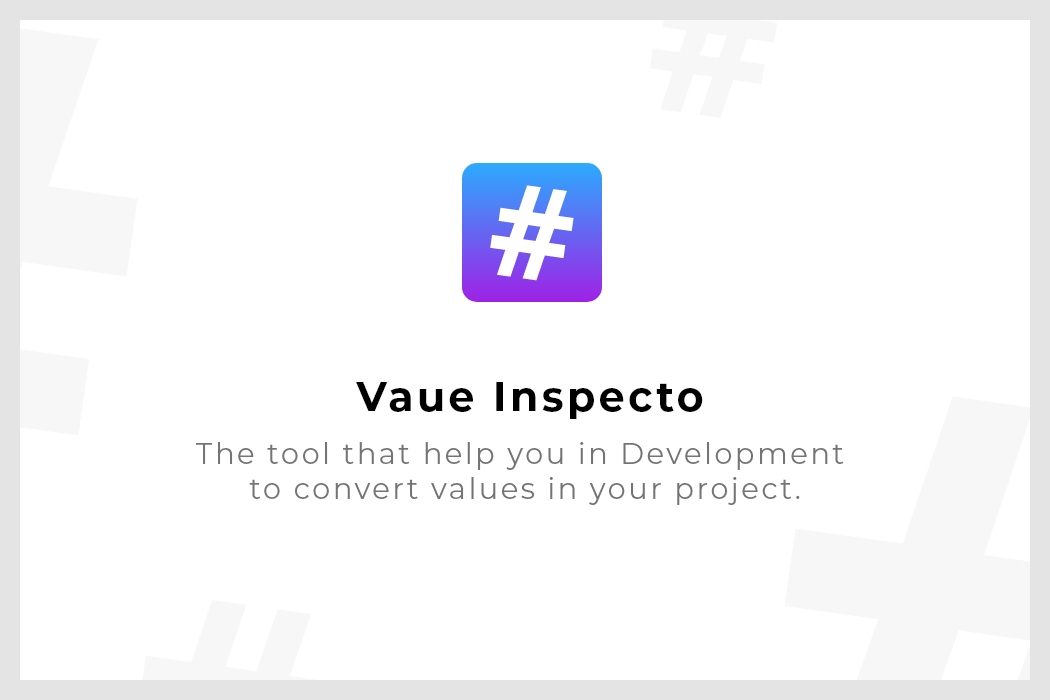 #
Vaue Inspecto
The tool that help you in Development
to convert values in your project.